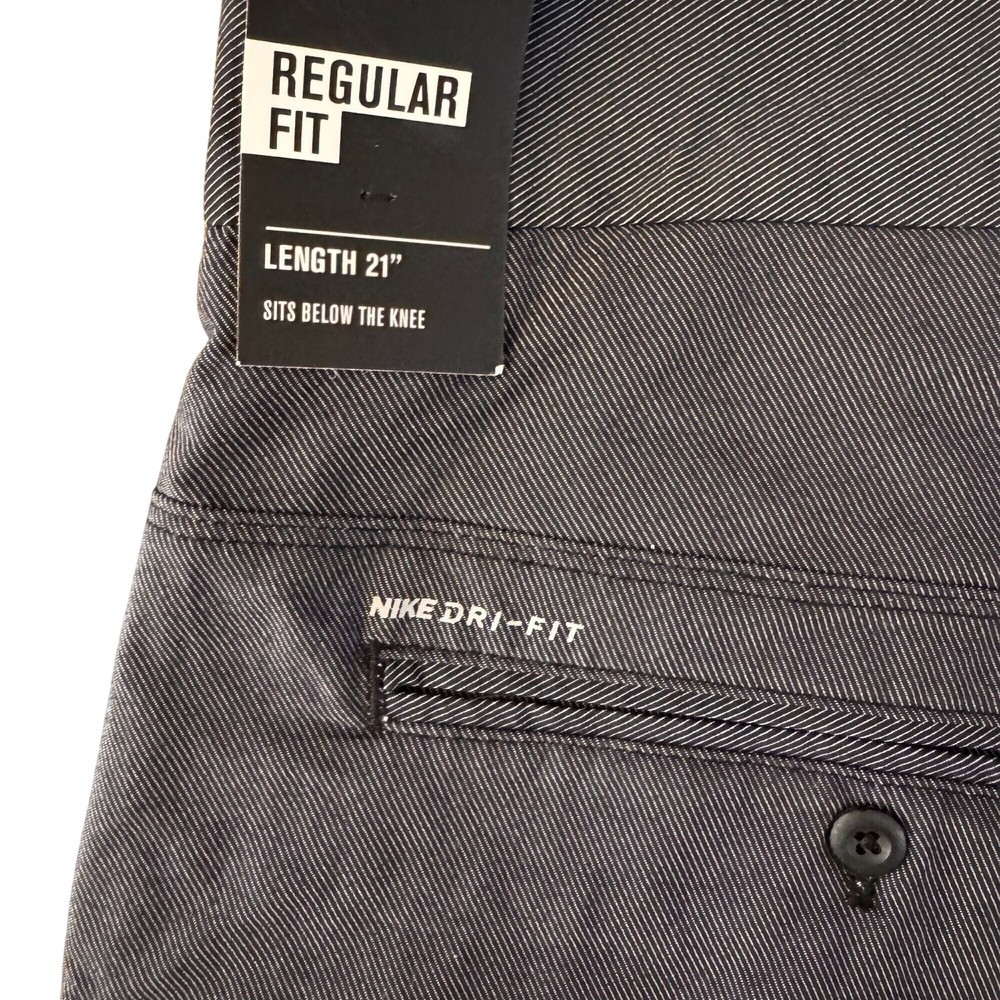 REGULAR
FIT
LENGTH 21”
SITS BELOW THE KNEE
NIKE DRI-FIT